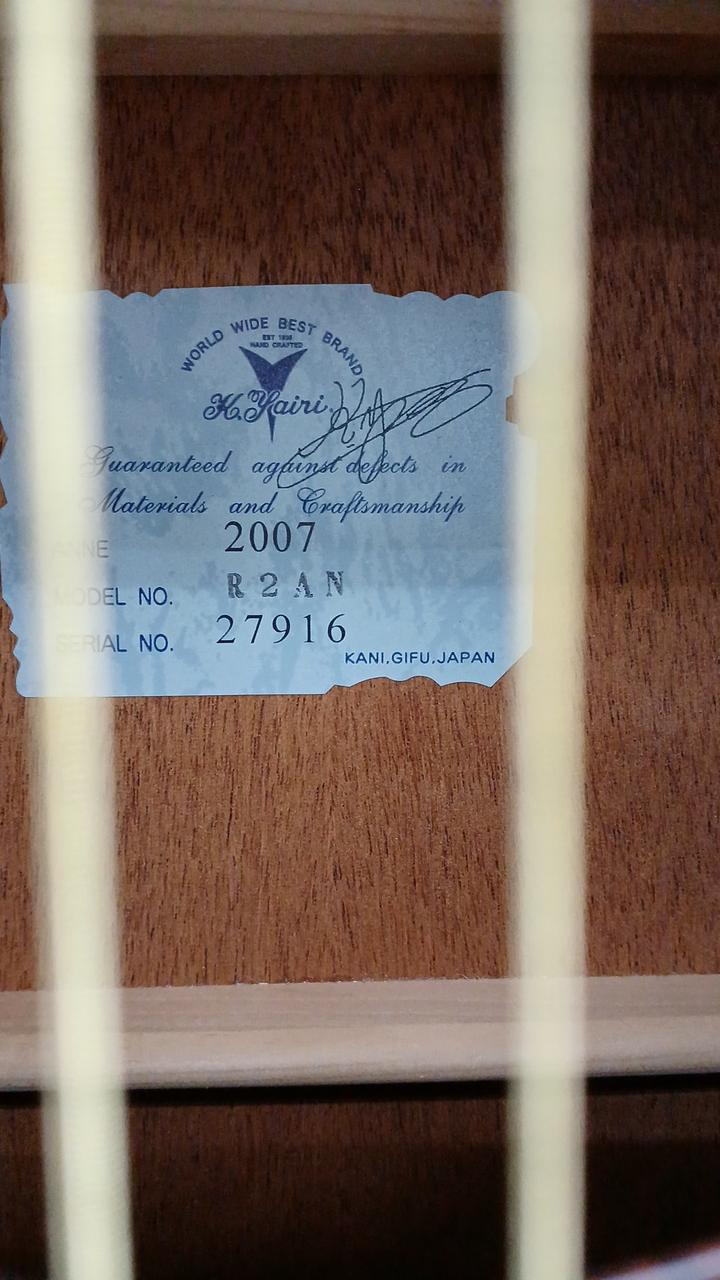 WORLD WIDE BEST BRAND
EST 1935
HAND CRAFTED
K.Yairi
Guaranteed against defects in
Materials and Craftsmanship
ANNE 2007
MODEL NO. R2AN
SERIAL NO. 27916
KANI,GIFU,JAPAN